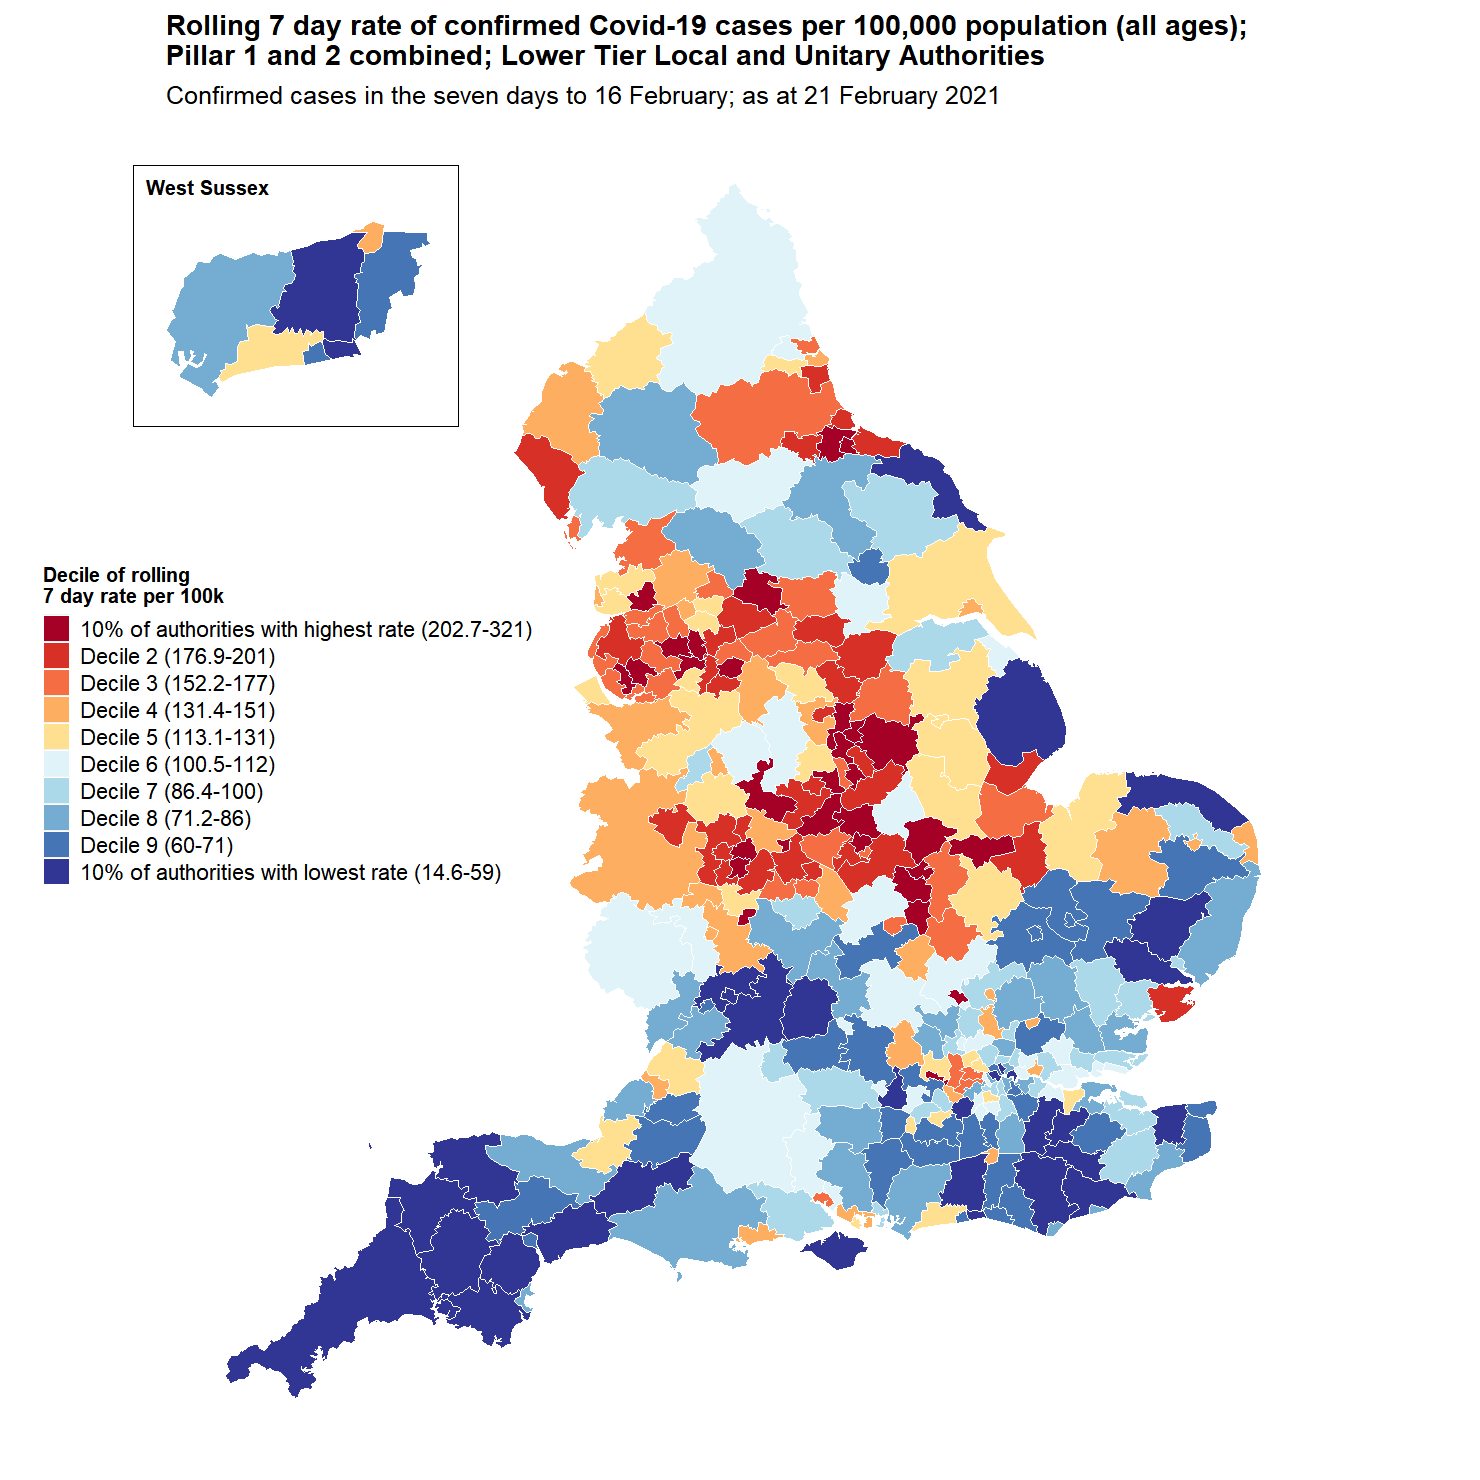 Rolling 7 day rate of confirmed Covid-19 cases per 100,000 population (all ages);
Pillar 1 and 2 combined; Lower Tier Local and Unitary Authorities
Confirmed cases in the seven days to 16 February; as at 21 February 2021
West Sussex
Decile of rolling
7 day rate per 100k
10% of authorities with highest rate (202.7-321)
Decile 2 (176.9-201)
Decile 3 (152.2-177)
Decile 4 (131.4-151)
Decile 5 (113.1-131)
Decile 6 (100.5-112)
Decile 7 (86.4-100)
Decile 8 (71.2-86)
Decile 9 (60-71)
10% of authorities with lowest rate (14.6-59)